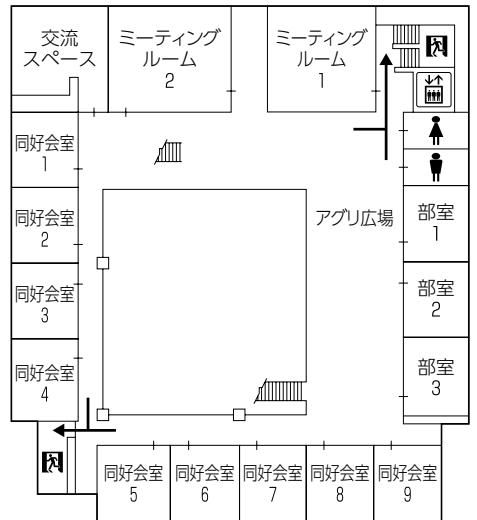 交流
スペース
ミーティング
ルーム
2
ミーティング
ルーム
1
同好会室
1
同好会室
2
同好会室
3
同好会室
4
アグリ広場
部室
1
部室
2
部室
3
同好会室
5
同好会室
6
同好会室
7
同好会室
8
同好会室
9